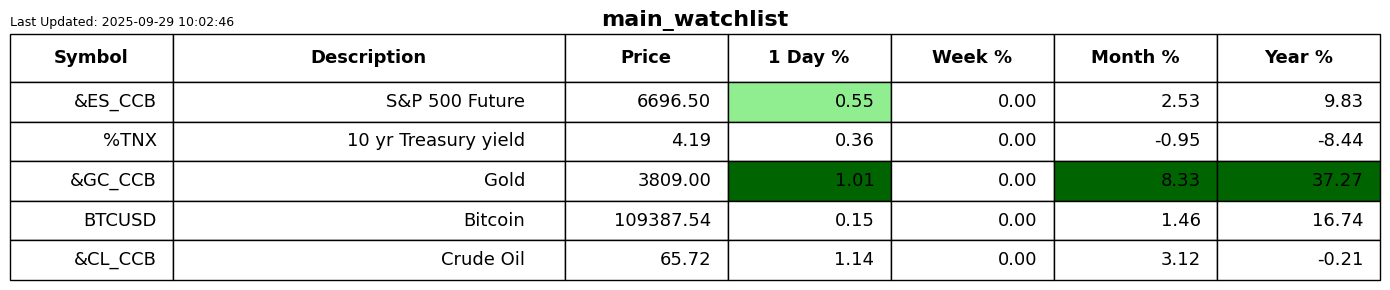 Last Updated: 2025-09-29 10:02:46
main_watchlist
Symbol Description Price 1 Day % Week % Month % Year %
&ES_CCB S&P 500 Future 6696.50 0.55 0.00 2.53 9.83
%TNX 10 yr Treasury yield 4.19 0.36 0.00 -0.95 -8.44
&GC_CCB Gold 3809.00 1.01 0.00 8.33 37.27
BTCUSD Bitcoin 109387.54 0.15 0.00 1.46 16.74
&CL_CCB Crude Oil 65.72 1.14 0.00 3.12 -0.21